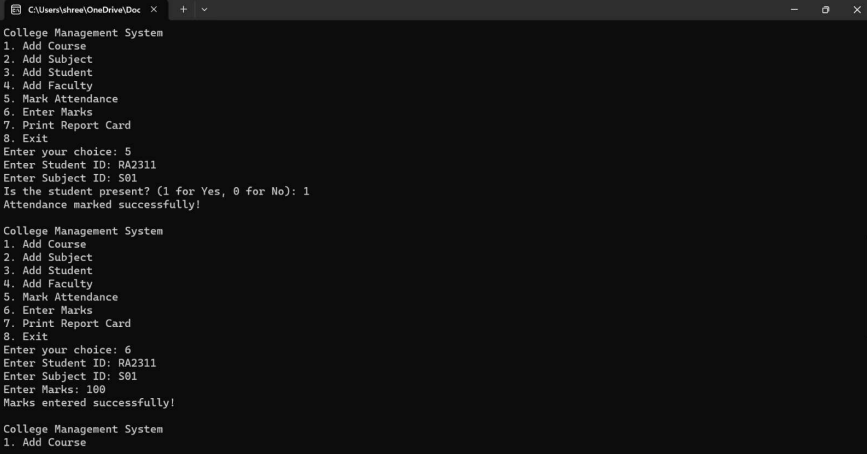 C:\Users\shree\OneDrive\Doc
College Management System
1. Add Course
2. Add Subject
3. Add Student
4. Add Faculty
5. Mark Attendance
6. Enter Marks
7. Print Report Card
8. Exit
Enter your choice: 5
Enter Student ID: RA2311
Enter Subject ID: S01
Is the student present? (1 for Yes, 0 for No): 1
Attendance marked successfully!
College Management System
1. Add Course
2. Add Subject
3. Add Student
4. Add Faculty
5. Mark Attendance
6. Enter Marks
7. Print Report Card
8. Exit
Enter your choice: 6
Enter Student ID: RA2311
Enter Subject ID: S01
Enter Marks: 100
Marks entered successfully!
College Management System
1. Add Course